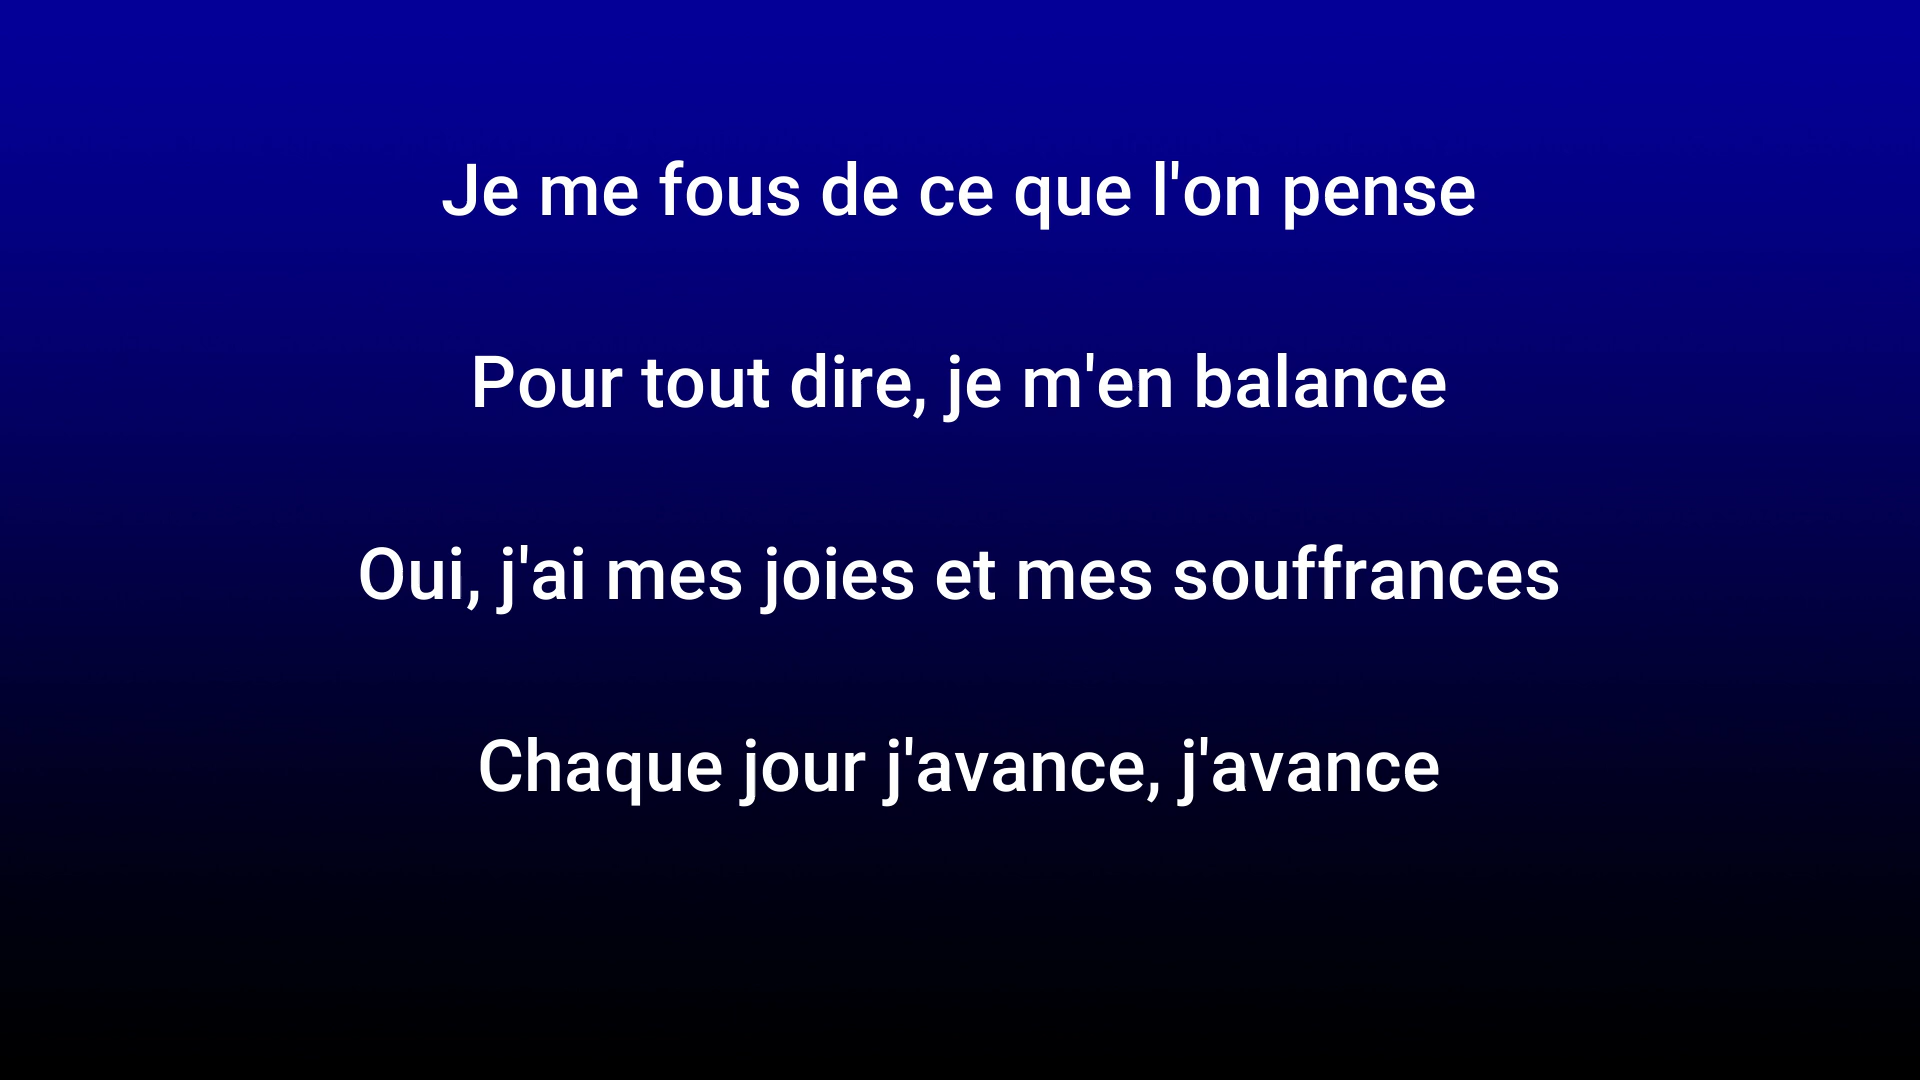 Je me fous de ce que l'on pense
Pour tout dire, je m'en balance
Oui, j'ai mes joies et mes souffrances
Chaque jour j'avance, j'avance